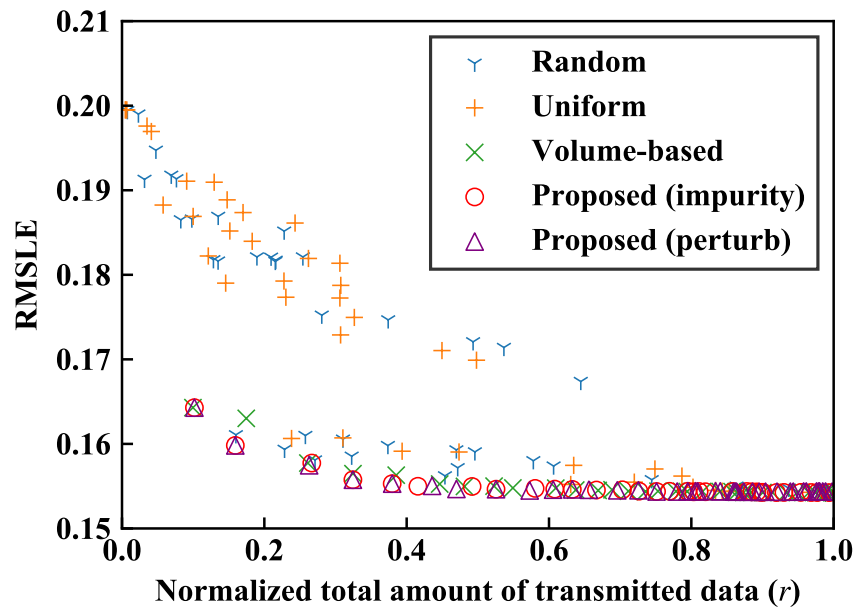 0.21
0.20
0.19
0.18
0.17
0.16
0.15
RMSLE
Random
Uniform
Volume-based
Proposed (impurity)
Proposed (perturb)
0.0 0.2 0.4 0.6 0.8 1.0
Normalized total amount of transmitted data (r)